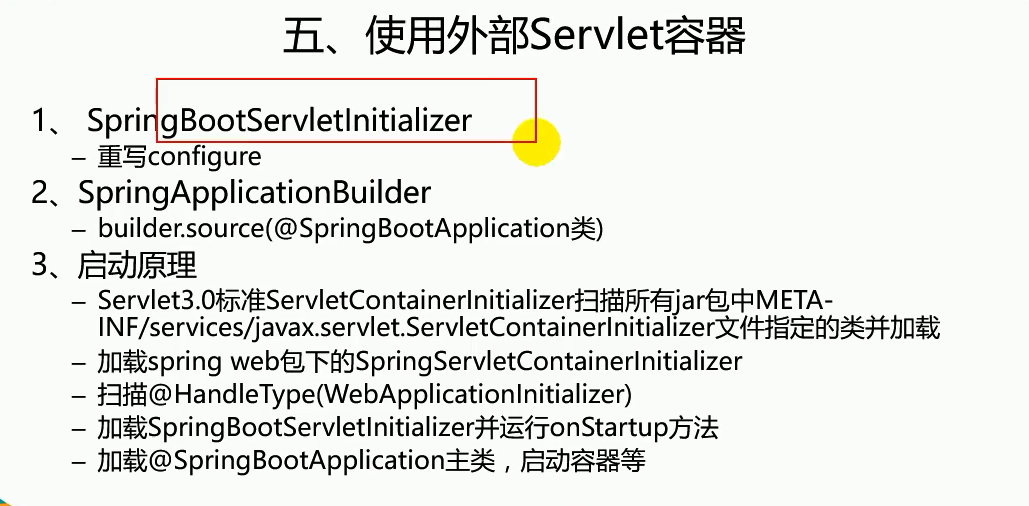 五、使用外部Servlet容器
1、 SpringBootServletInitializer
– 重写configure
2、SpringApplicationBuilder
– builder.source(@SpringBootApplication类)
3、启动原理
– Servlet3.0标准ServletContainerInitializer扫描所有jar包中META-
INF/services/javax.servlet.ServletContainerInitializer文件指定的类并加载
– 加载spring web包下的SpringServletContainerInitializer
– 扫描@HandleType(WebApplicationInitializer)
– 加载SpringBootServletInitializer并运行onStartup方法
– 加载@SpringBootApplication主类，启动容器等